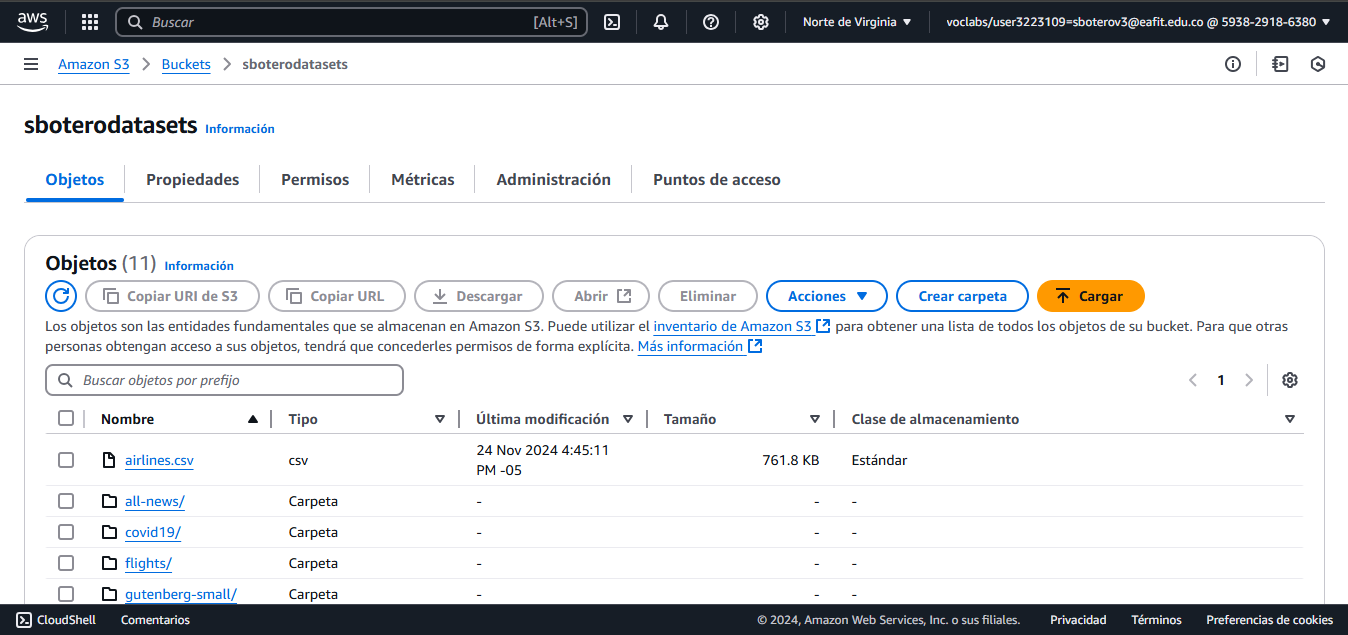 aws
Buscar [Alt+S] Norte de Virginia voclabs/user3223109=sboterov3@eafit.edu.co @ 5938-2918-6380
Amazon S3 > Buckets > sboterodatasets
sboterodatasets Información
Objetos Propiedades Permisos Métricas Administración Puntos de acceso
Objetos (11) Información
Copiar URI de S3 Copiar URL Descargar Abrir Eliminar Acciones Crear carpeta Cargar
Los objetos son las entidades fundamentales que se almacenan en Amazon S3. Puede utilizar el inventario de Amazon S3 para obtener una lista de todos los objetos de su bucket. Para que otras
personas obtengan acceso a sus objetos, tendrá que concederles permisos de forma explícita. Más información
Buscar objetos por prefijo 1
Nombre Tipo Última modificación Tamaño Clase de almacenamiento
airlines.csv csv 24 Nov 2024 4:45:11 PM -05 761.8 KB Estándar
all-news/ Carpeta - - -
covid19/ Carpeta - - -
flights/ Carpeta - - -
gutenberg-small/ Carpeta - - -
CloudShell Comentarios © 2024, Amazon Web Services, Inc. o sus filiales. Privacidad Términos Preferencias de cookies